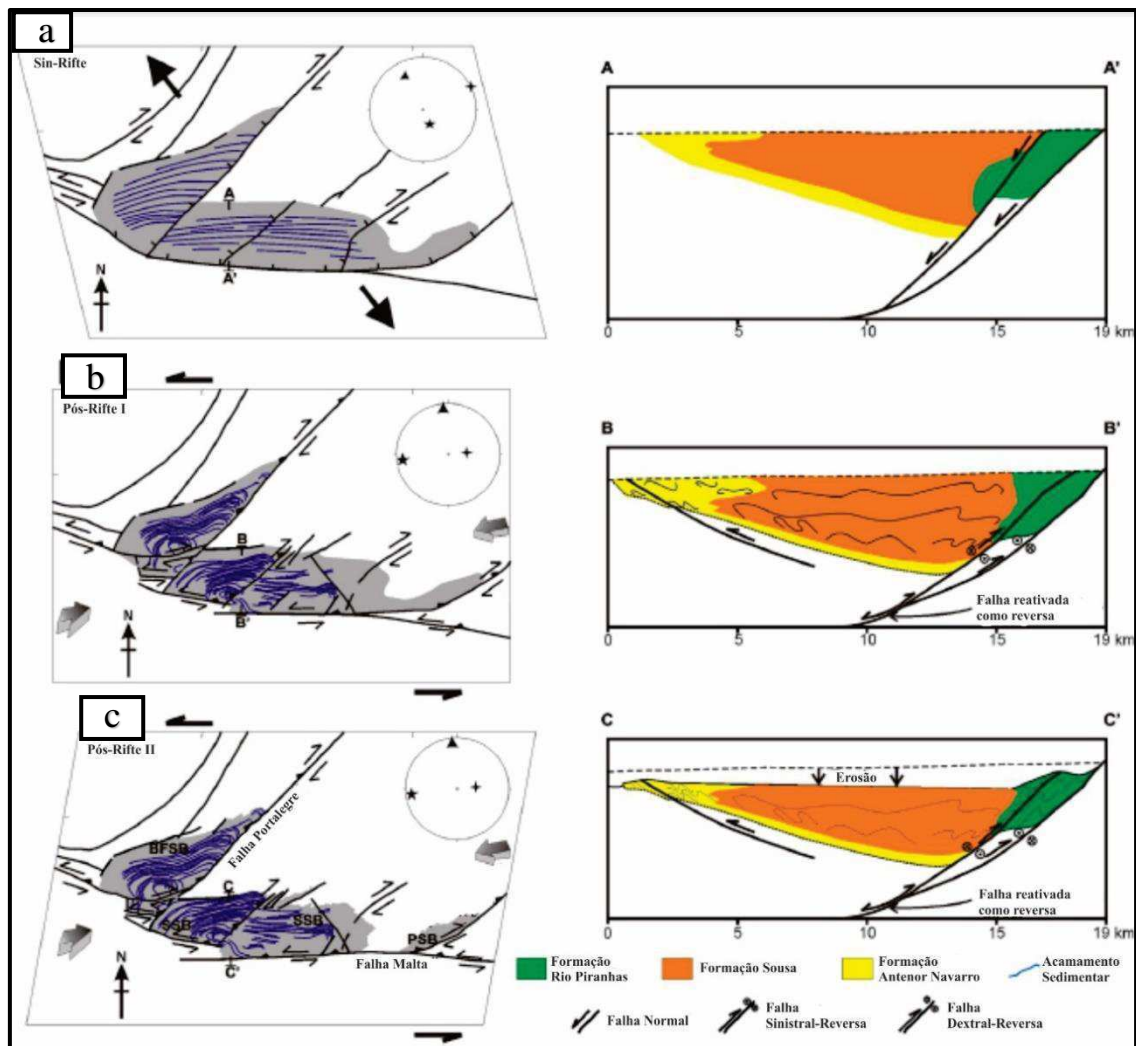 a
Sin-Rifte
N
A
A'
A
A'
0
5
10
15
19 km
b
Pós-Rifte I
N
B
B'
B
B'
Falha reativada
como reversa
0
5
10
15
19 km
c
Pós-Rifte II
N
BFSB
Falha Portalegre
C
SSB
SSB
PSB
C'
Falha Malta
C
C'
Erosão
Falha reativada
como reversa
0
5
10
15
19 km
Formação
Rio Piranhas
Formação Sousa
Formação
Antenor Navarro
Acamamento
Sedimentar
Falha Normal
Falha
Sinistral-Reversa
Falha
Dextral-Reversa